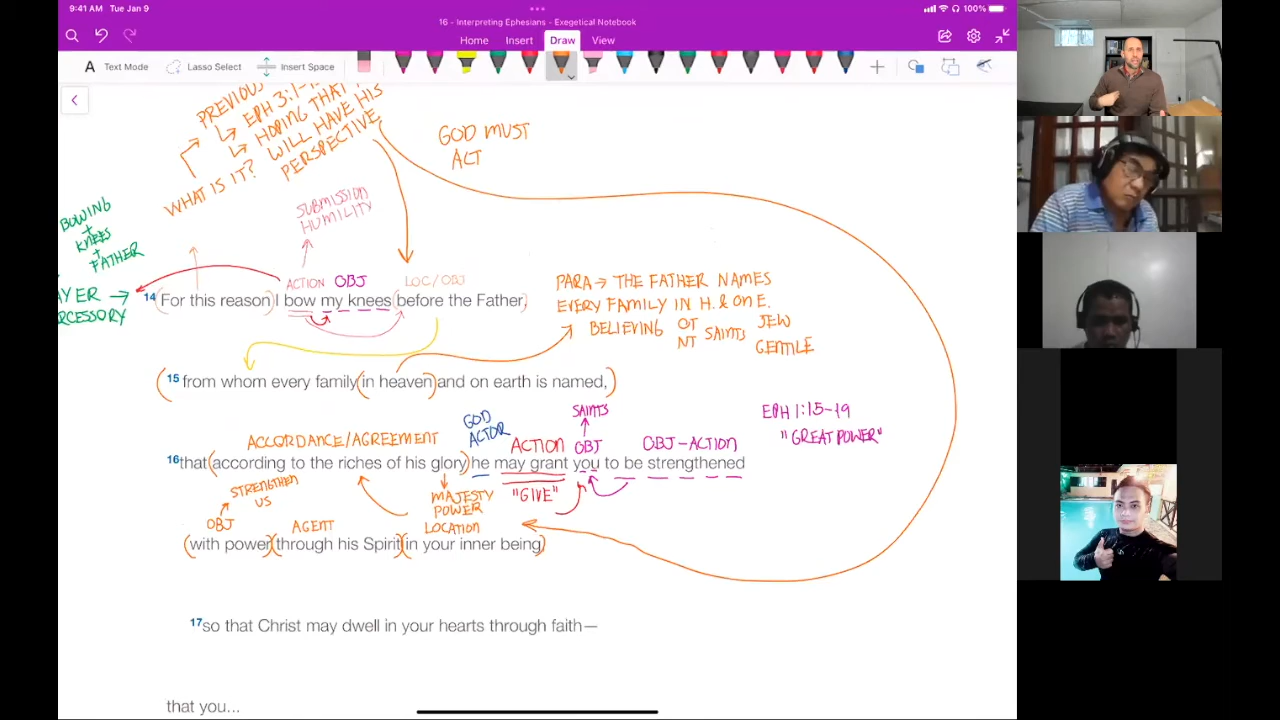 9:41 AM Tue Jan 9
100%
16 - Interpreting Ephesians - Exegetical Notebook
Home Insert Draw View
A Text Mode Lasso Select Insert Space
PREVIOUS
EPH 3:1-
HOPING THAT
WILL HAVE HIS
PERSPECTIVE
WHAT IS IT?
GOD MUST
ACT
SUBMISSION
HUMILITY
BOWING
+
KNEES
+
FATHER
AYER →
ERCESSORY
ACTION OBJ LOC/OBJ
14 (For this reason) I bow my knees (before the Father,)
PARA → THE FATHER NAMES
EVERY FAMILY IN H. & ON E.
BELIEVING OT NT SAINTS JEW
GENTILE
(15 from whom every family (in heaven) and on earth is named,)
SAINTS
EPH 1:15-19
"GREAT POWER"
GOD
ACTOR
ACCORDANCE/AGREEMENT ACTION OBJ OBJ-ACTION
16 that (according to the riches of his glory) he may grant you to be strengthened
STRENGTHEN
US
MAJESTY
POWER
"GIVE"
OBJ AGENT LOCATION
(with power) (through his Spirit) (in your inner being)
17 so that Christ may dwell in your hearts through faith—
that you...